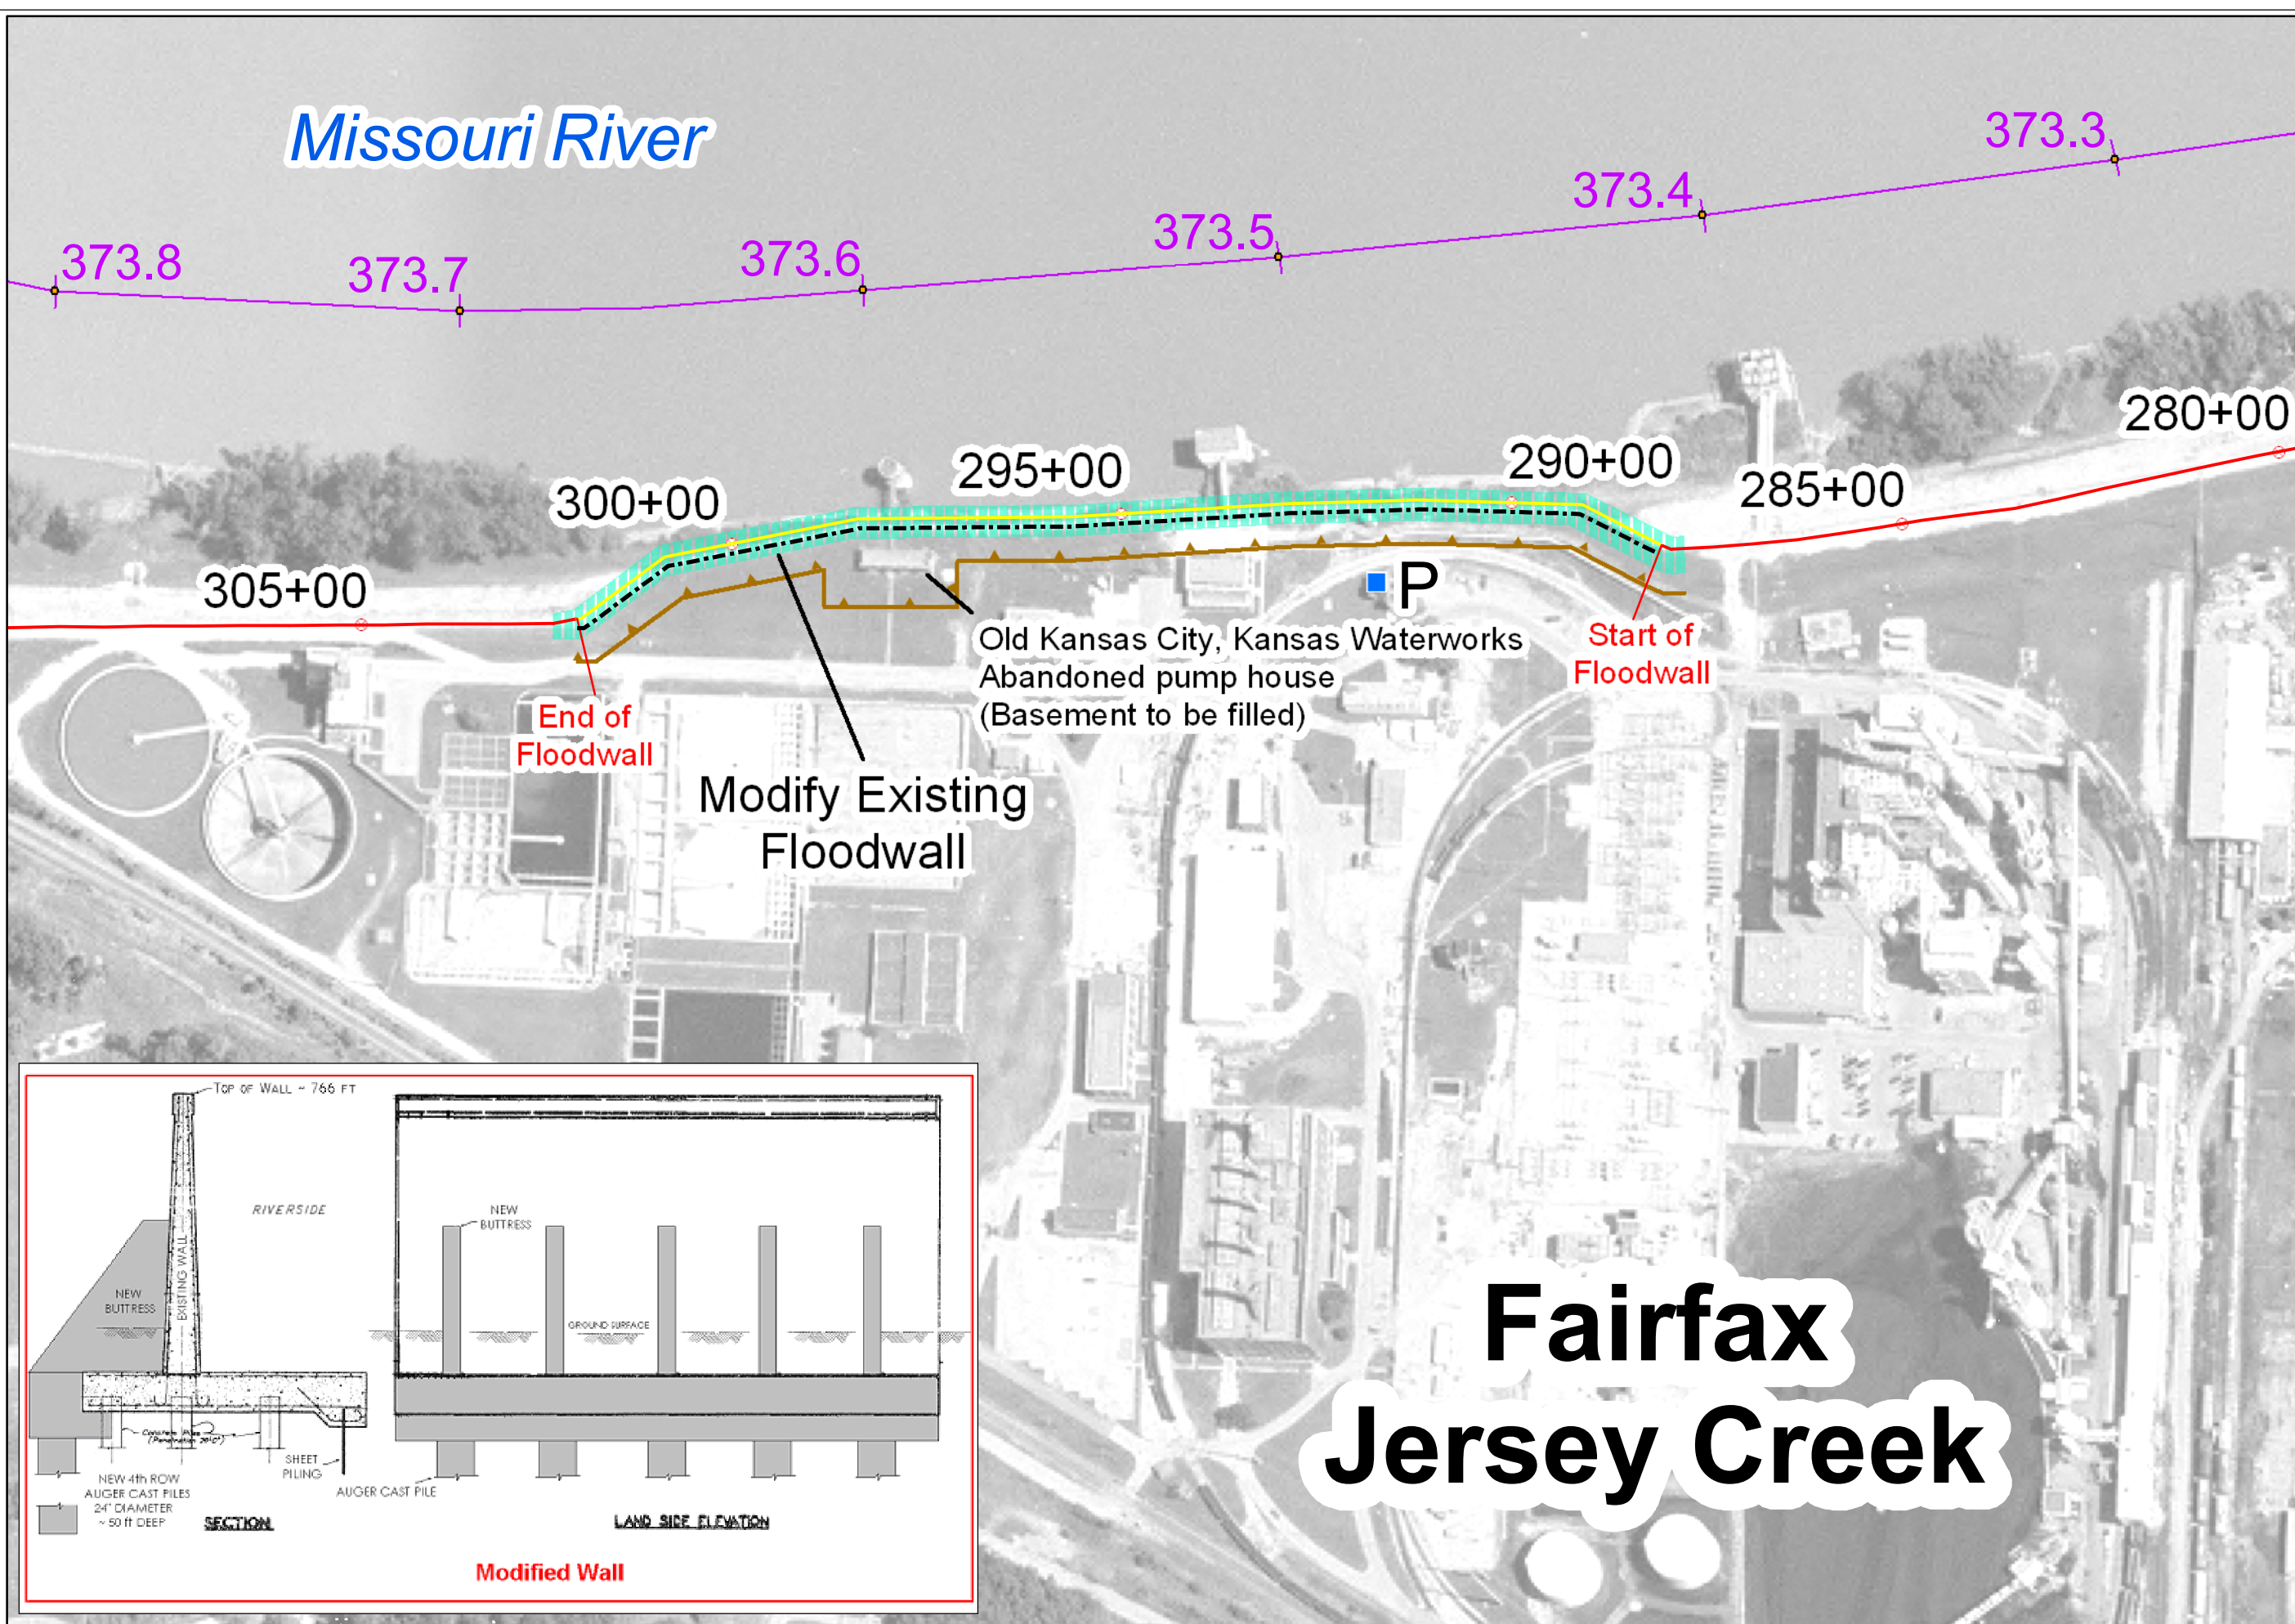 Missouri River
373.8
373.7
373.6
373.5
373.4
373.3
305+00
300+00
295+00
290+00
285+00
280+00
P
Old Kansas City, Kansas Waterworks
Abandoned pump house
(Basement to be filled)
Start of
Floodwall
End of
Floodwall
Modify Existing
Floodwall
Fairfax
Jersey Creek
TOP OF WALL ~ 766 FT
RIVERSIDE
EXISTING WALL
NEW
BUTTRESS
NEW
BUTTRESS
GROUND SURFACE
Concrete Piles
SHEET
PILING
NEW 4th ROW
AUGER CAST PILES
24" DIAMETER
~ 50 ft DEEP
AUGER CAST PILE
SECTION
LAND SIDE ELEVATION
Modified Wall